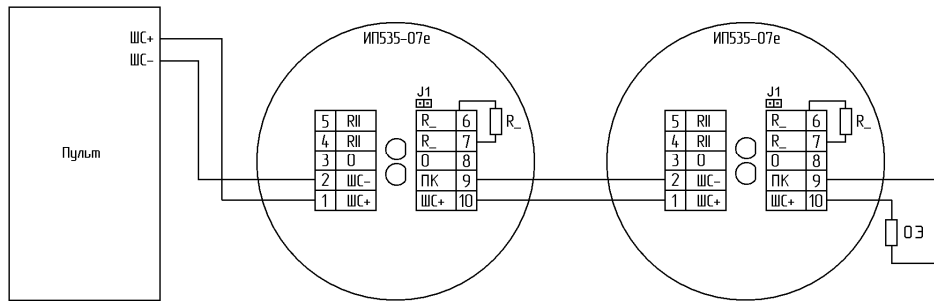 ИП535-07е
ИП535-07е
ШС+
ШС-
Пульт
J1
5 RII
4 RII
3 0
2 ШС-
1 ШС+
R_ 6
R_ 7
0 8
ПК 9
ШС+ 10
R_
J1
5 RII
4 RII
3 0
2 ШС-
1 ШС+
R_ 6
R_ 7
0 8
ПК 9
ШС+ 10
R_
ОЭ